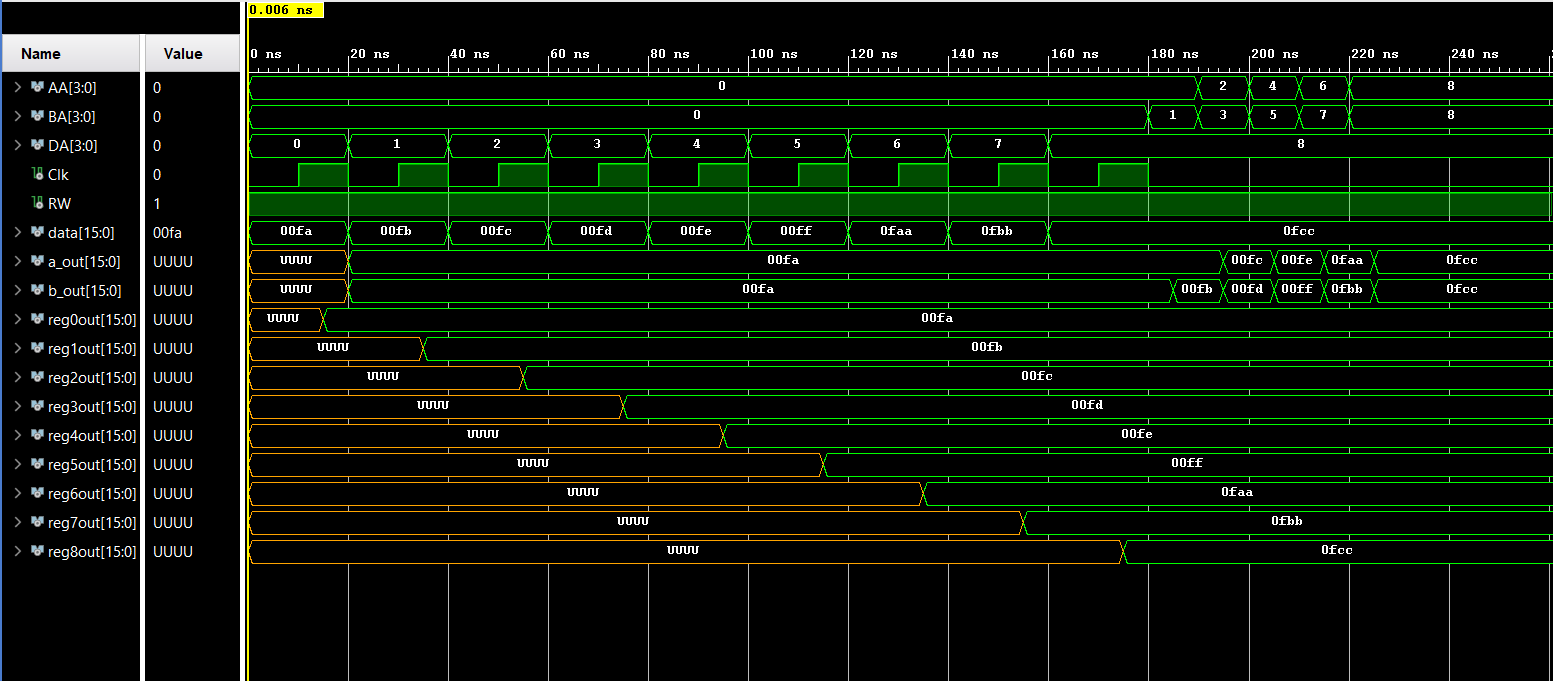 0.006 ns
Name Value
0 ns 20 ns 40 ns 60 ns 80 ns 100 ns 120 ns 140 ns 160 ns 180 ns 200 ns 220 ns 240 ns
AA[3:0] 0 0 2 4 6 8
BA[3:0] 0 0 1 3 5 7 8
DA[3:0] 0 0 1 2 3 4 5 6 7 8
Clk 0
RW 1
data[15:0] 00fa 00fa 00fb 00fc 00fd 00fe 00ff 0faa 0fbb 0fcc
a_out[15:0] UUUU UUUU 00fa 00fc 00fe 0faa 0fcc
b_out[15:0] UUUU UUUU 00fa 00fb 00fd 00ff 0fbb 0fcc
reg0out[15:0] UUUU UUUU 00fa
reg1out[15:0] UUUU UUUU 00fb
reg2out[15:0] UUUU UUUU 00fc
reg3out[15:0] UUUU UUUU 00fd
reg4out[15:0] UUUU UUUU 00fe
reg5out[15:0] UUUU UUUU 00ff
reg6out[15:0] UUUU UUUU 0faa
reg7out[15:0] UUUU UUUU 0fbb
reg8out[15:0] UUUU UUUU 0fcc